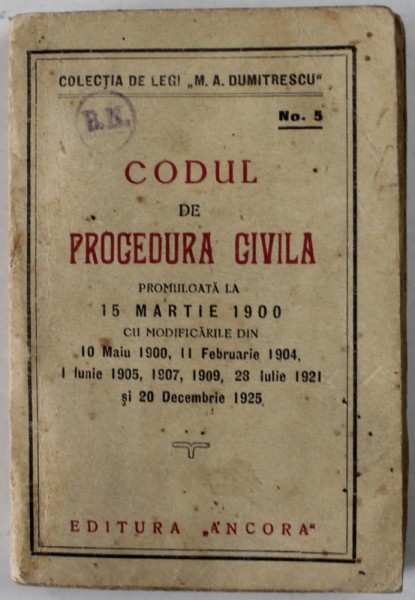 COLECȚIA DE LEGI „M. A. DUMITRESCU"
B.N.
No. 5
CODUL
DE
PROCEDURA CIVILA
PROMULGATĂ LA
15 MARTIE 1900
CU MODIFICĂRILE DIN
10 Maiu 1900, 11 Februarie 1904,
1 Iunie 1905, 1907, 1909, 28 Iulie 1921
și 20 Decembrie 1925
EDITURA „ANCORA"